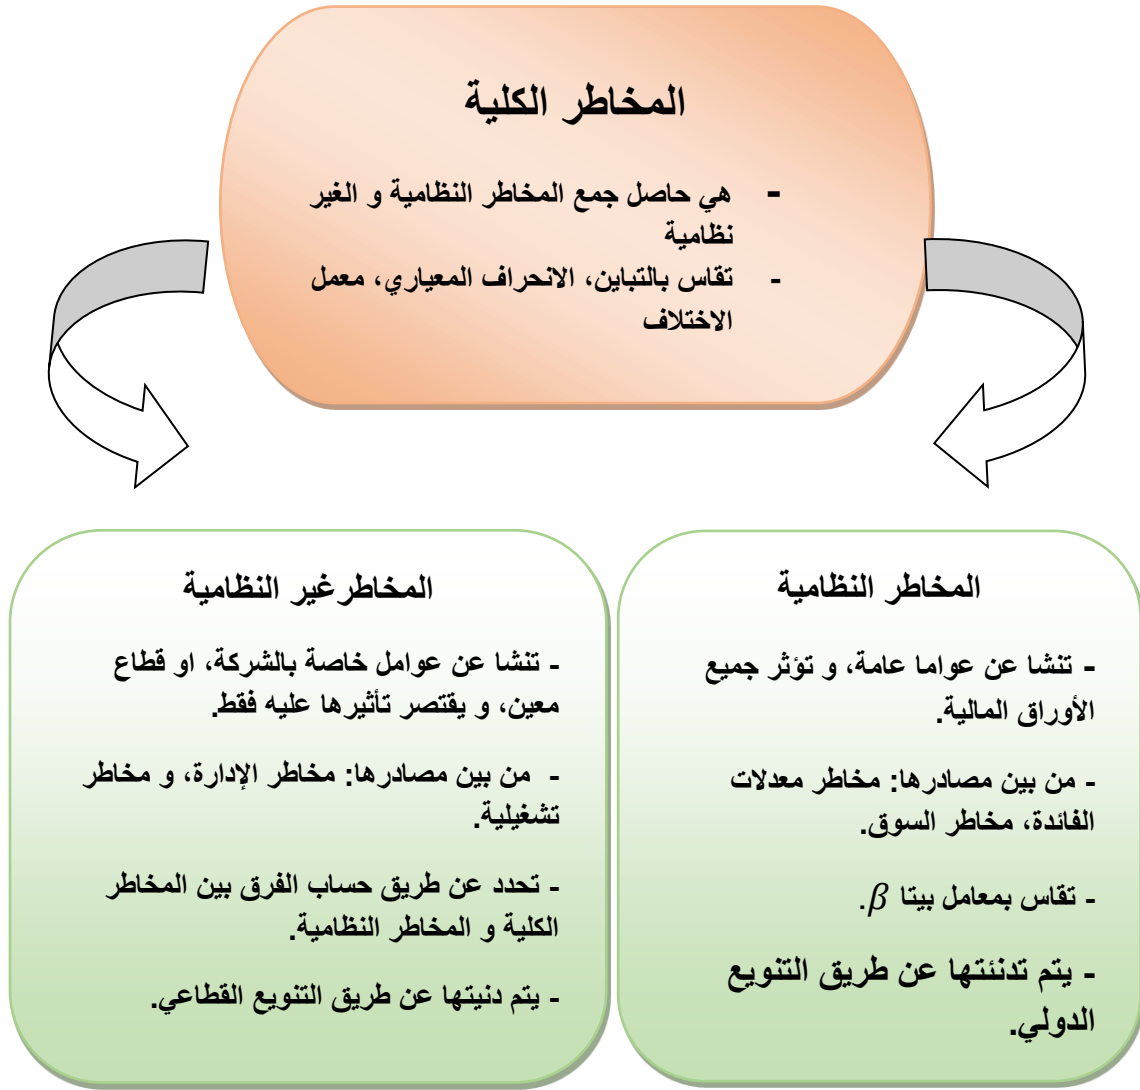 المخاطر الكلية
- هي حاصل جمع المخاطر النظامية و الغير
نظامية
- تقاس بالتباين، الانحراف المعياري، معمل
الاختلاف
المخاطر النظامية
- تنشا عن عواما عامة، و تؤثر جميع
الأوراق المالية.
- من بين مصادرها: مخاطر معدلات
الفائدة، مخاطر السوق.
- تقاس بمعامل بيتا β.
- يتم تدنئتها عن طريق التنويع
الدولي.
المخاطرغير النظامية
- تنشا عن عوامل خاصة بالشركة، او قطاع
معين، و يقتصر تأثيرها عليه فقط.
- من بين مصادرها: مخاطر الإدارة، و مخاطر
تشغيلية.
- تحدد عن طريق حساب الفرق بين المخاطر
الكلية و المخاطر النظامية.
- يتم دنيتها عن طريق التنويع القطاعي.